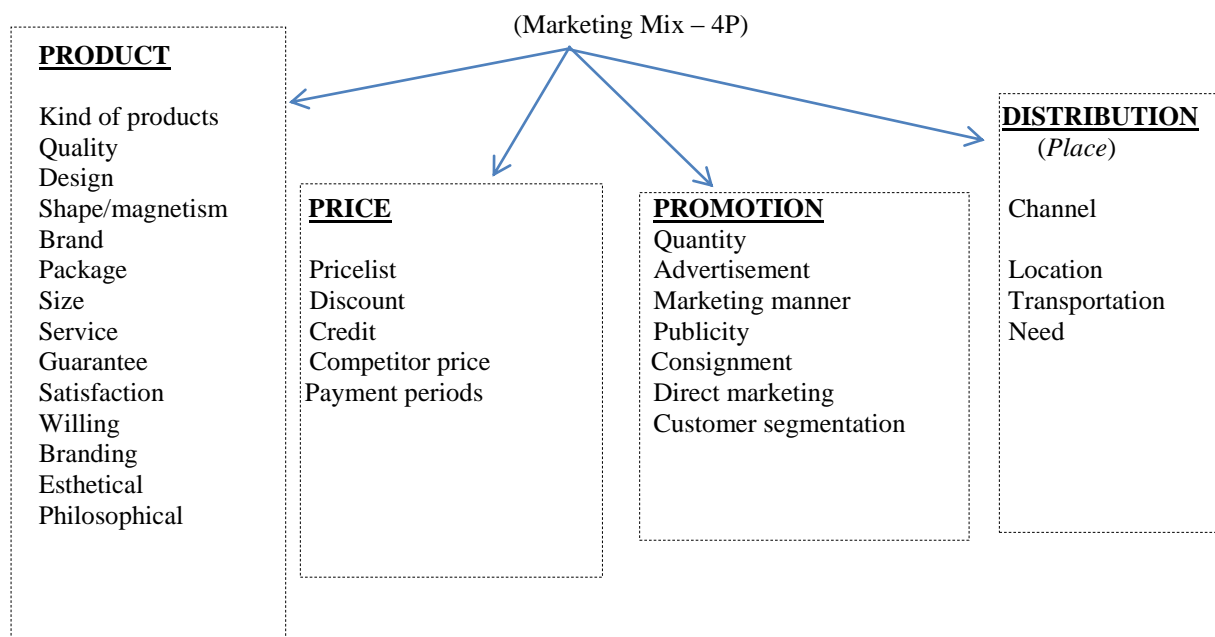 (Marketing Mix – 4P)
PRODUCT
Kind of products
Quality
Design
Shape/magnetism
Brand
Package
Size
Service
Guarantee
Satisfaction
Willing
Branding
Esthetical
Philosophical
PRICE
Pricelist
Discount
Credit
Competitor price
Payment periods
PROMOTION
Quantity
Advertisement
Marketing manner
Publicity
Consignment
Direct marketing
Customer segmentation
DISTRIBUTION
(Place)
Channel
Location
Transportation
Need